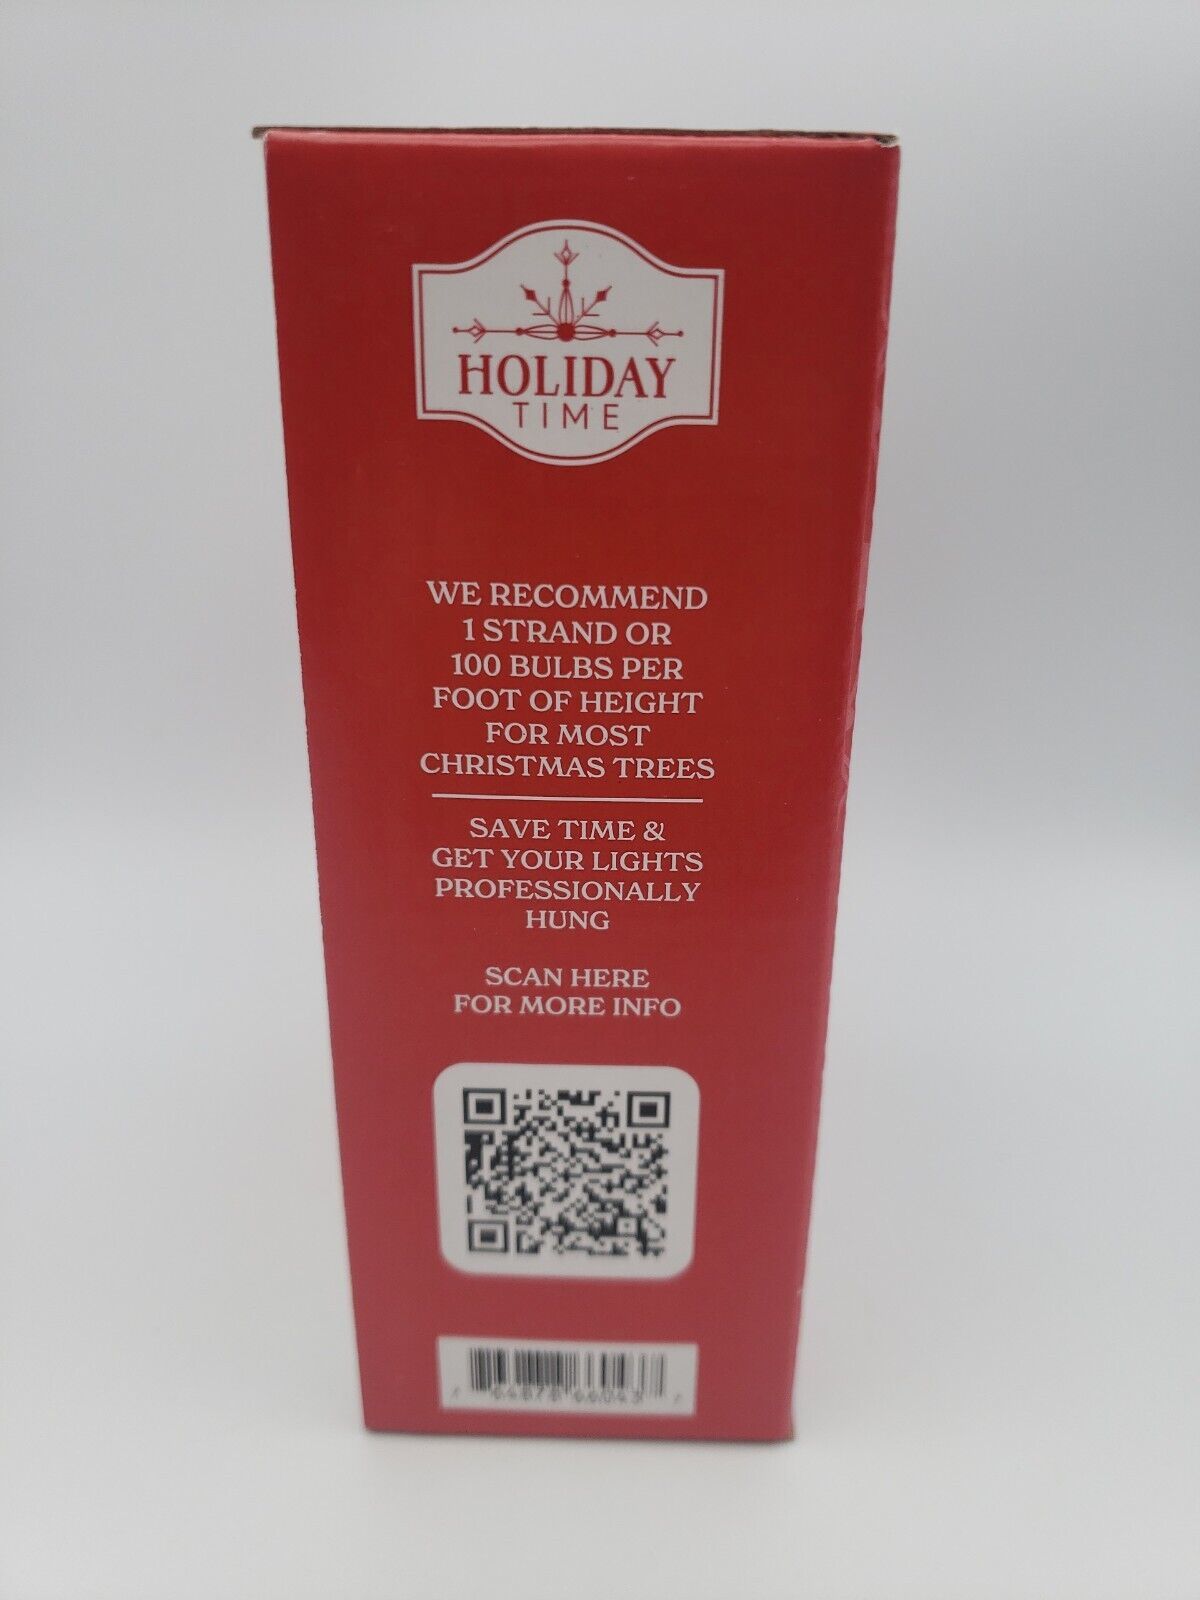 HOLIDAY
TIME
WE RECOMMEND
1 STRAND OR
100 BULBS PER
FOOT OF HEIGHT
FOR MOST
CHRISTMAS TREES
SAVE TIME &
GET YOUR LIGHTS
PROFESSIONALLY
HUNG
SCAN HERE
FOR MORE INFO